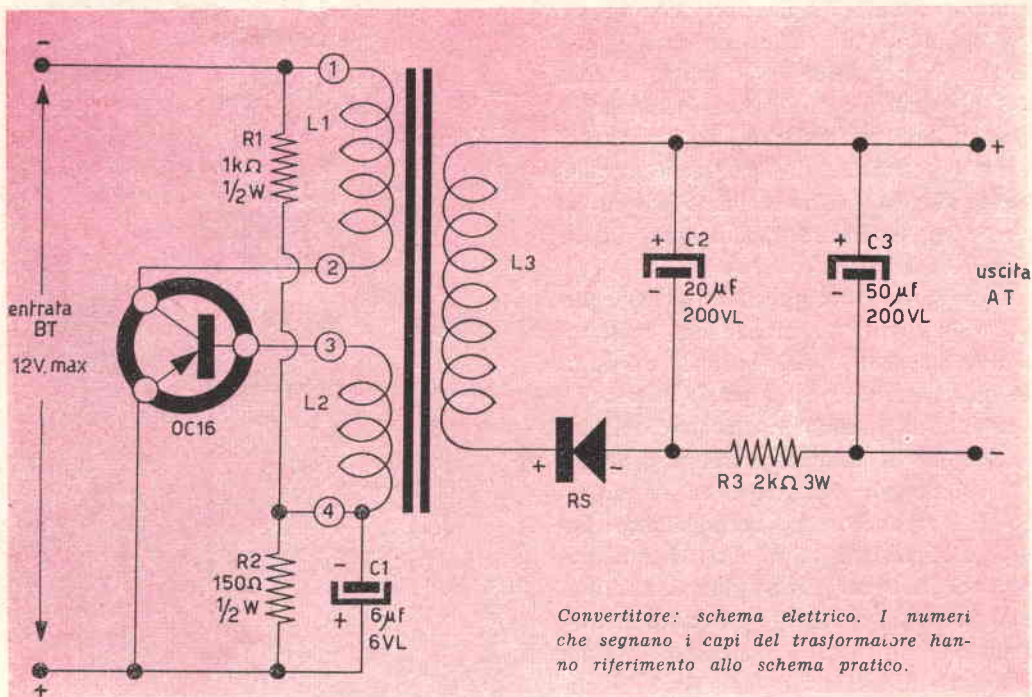 -
1
L1
R1
1kΩ
1/2 W
2
entrata
BT
12V. max
OC16
3
L2
4
R2
150Ω
1/2 W
-
C1
+
6µf
6VL
+
L3
+
C2
-
20µf
200VL
+
C3
-
50µf
200VL
+
uscita
AT
+
-
RS
R3 2kΩ 3W
-
Convertitore: schema elettrico. I numeri
che segnano i capi del trasformatore han-
no riferimento allo schema pratico.